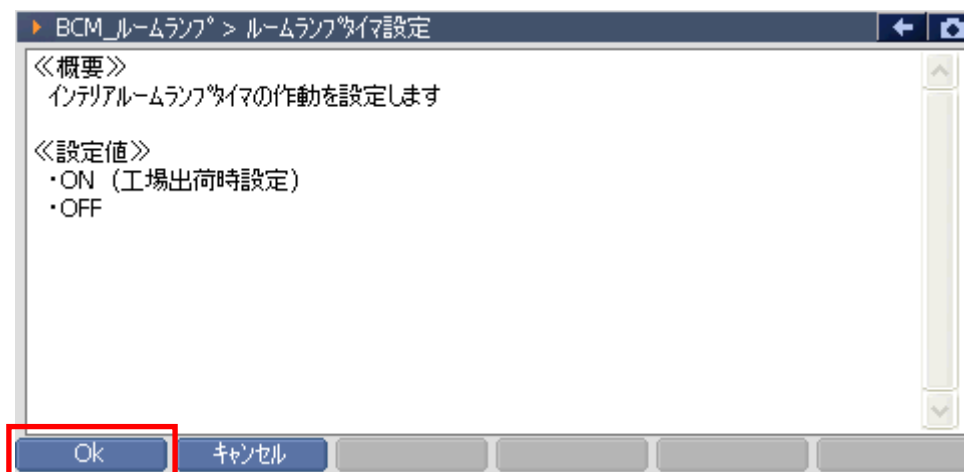 BCM_ルームランプ > ルームランプタイマ設定
≪概要≫
インテリアルームランプタイマの作動を設定します
≪設定値≫
・ON (工場出荷時設定)
・OFF
Ok
キャンセル